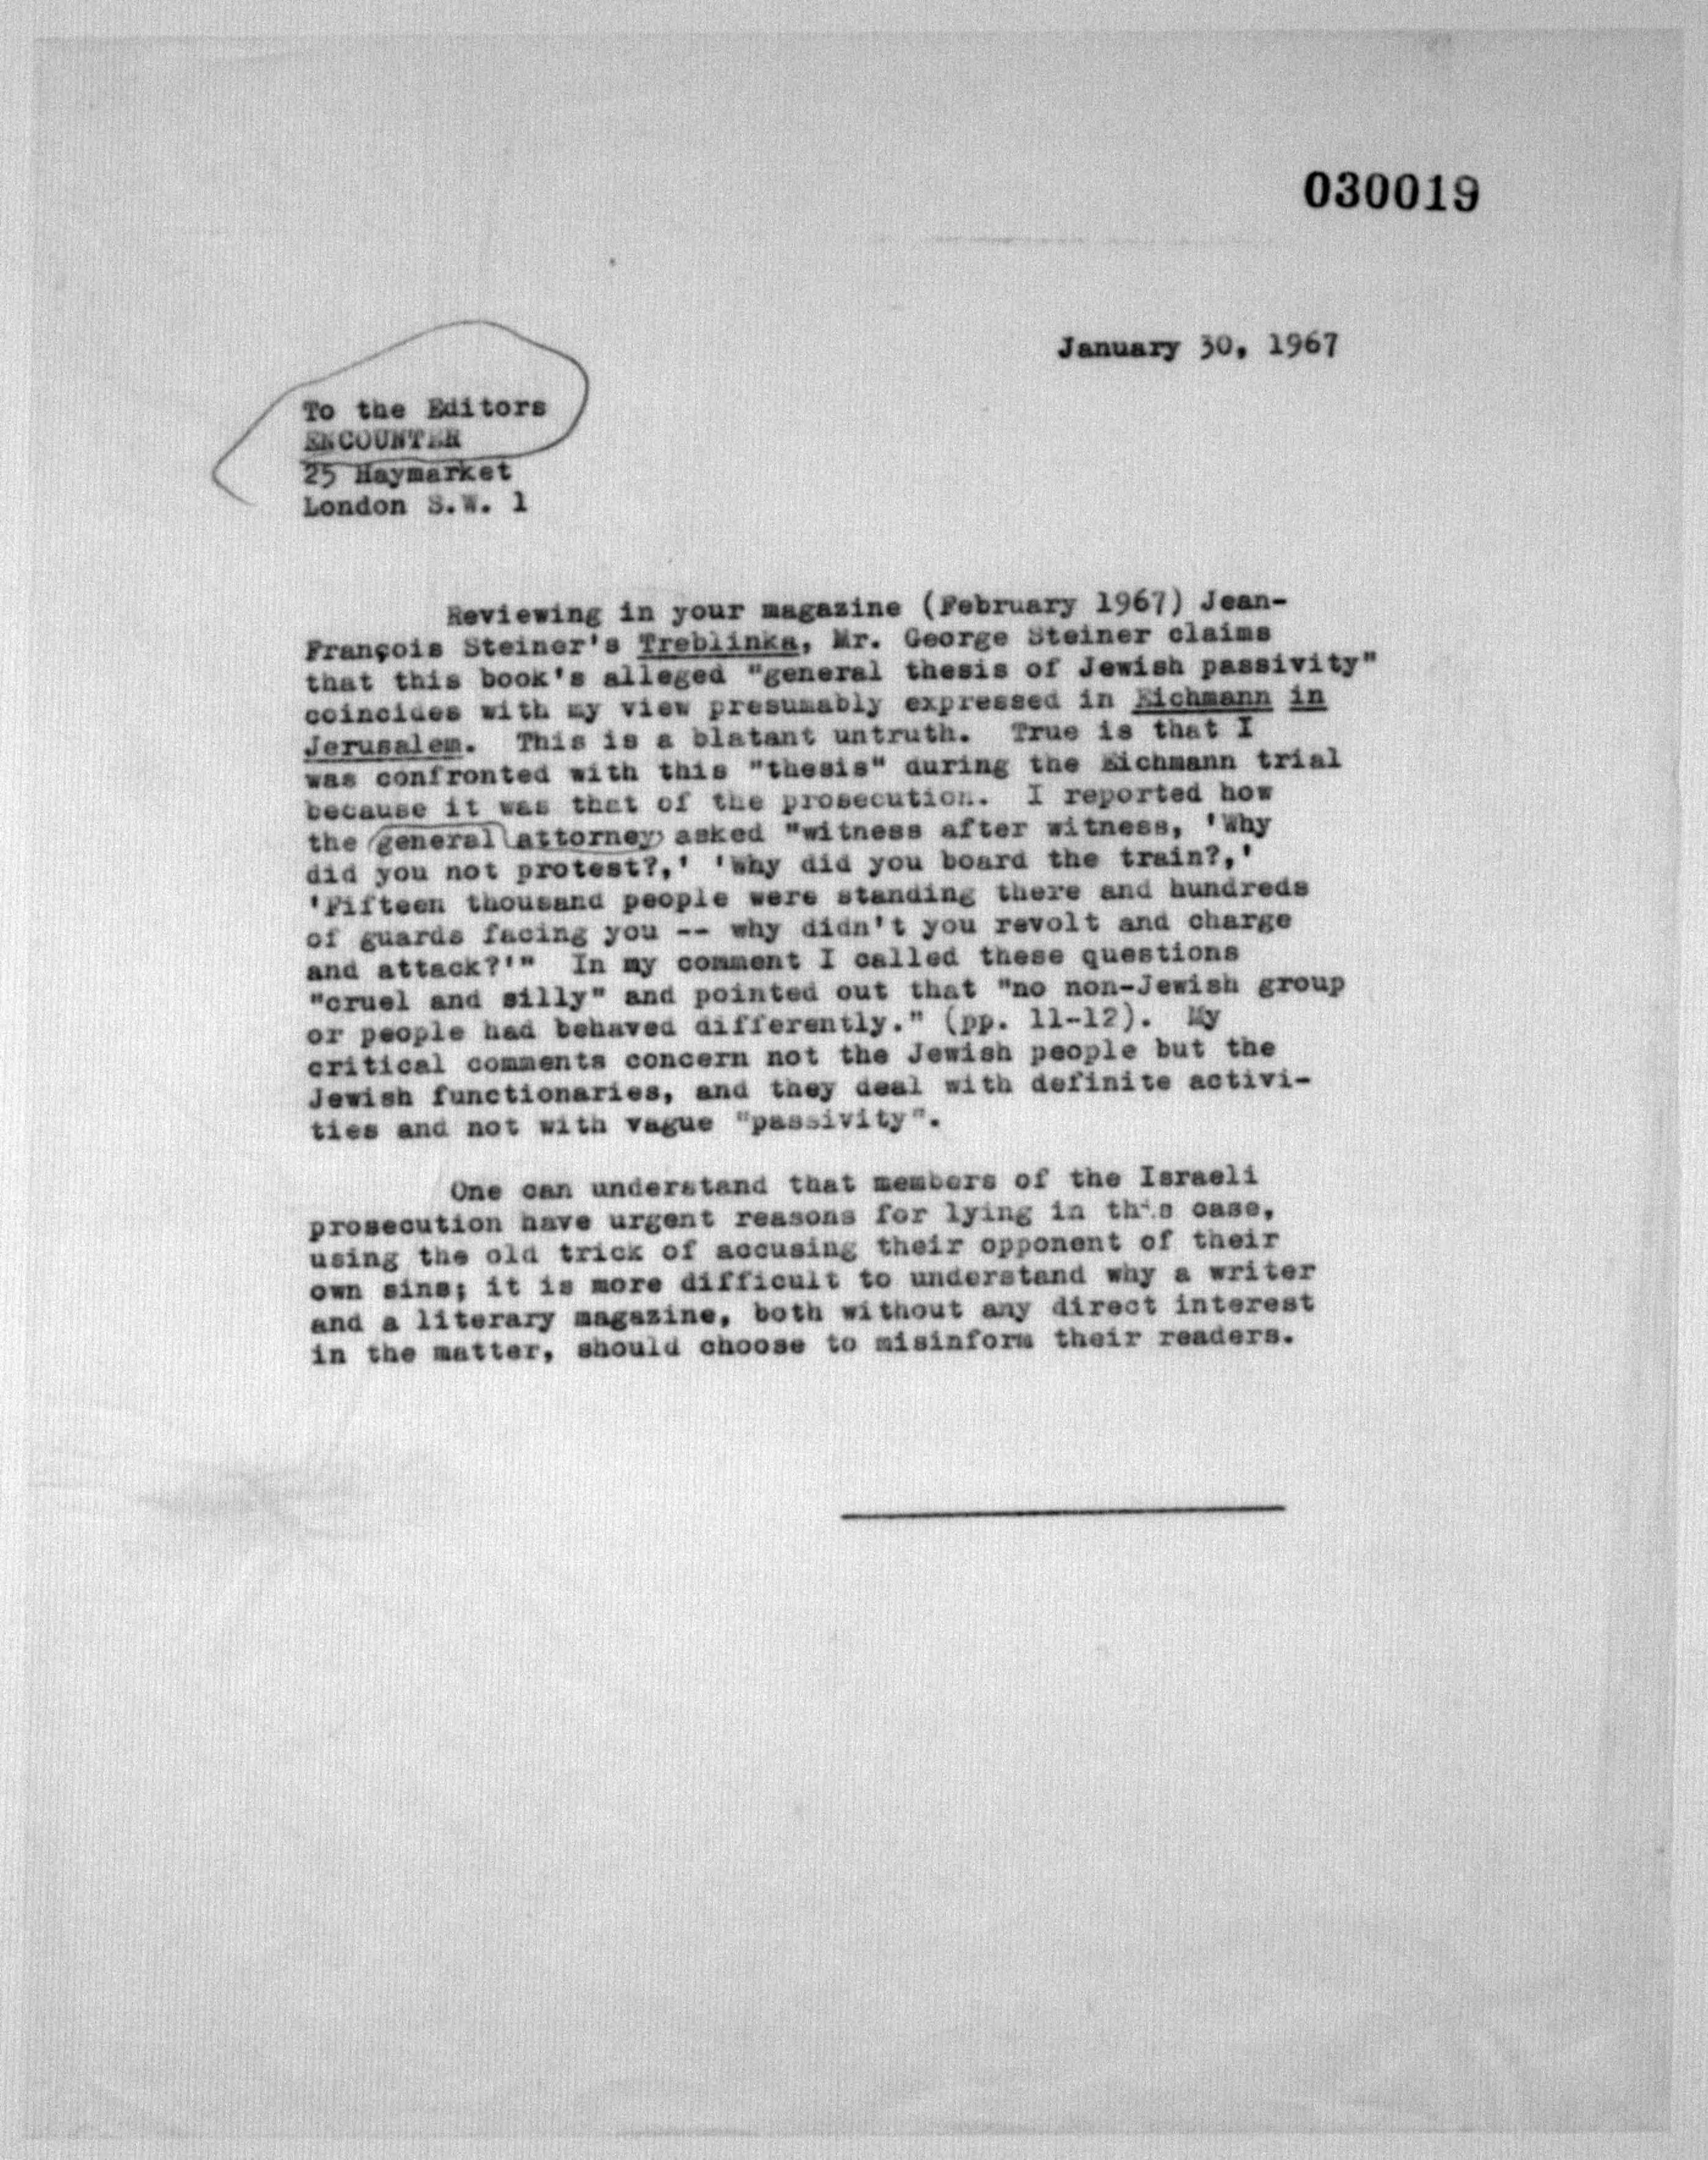 030019
January 30, 1967
To the Editors
ENCOUNTER
25 Haymarket
London S.W. 1
Reviewing in your magazine (February 1967) Jean-
François Steiner's Treblinka, Mr. George Steiner claims
that this book's alleged "general thesis of Jewish passivity"
coincides with my view presumably expressed in Eichmann in
Jerusalem. This is a blatant untruth. True is that I
was confronted with this "thesis" during the Eichmann trial
because it was that of the prosecution. I reported how
the general attorney asked "witness after witness, 'Why
did you not protest?,' 'Why did you board the train?,'
'Fifteen thousand people were standing there and hundreds
of guards facing you -- why didn't you revolt and charge
and attack?'" In my comment I called these questions
"cruel and silly" and pointed out that "no non-Jewish group
or people had behaved differently." (pp. 11-12). My
critical comments concern not the Jewish people but the
Jewish functionaries, and they deal with definite activi-
ties and not with vague "passivity".
One can understand that members of the Israeli
prosecution have urgent reasons for lying in this case,
using the old trick of accusing their opponent of their
own sins; it is more difficult to understand why a writer
and a literary magazine, both without any direct interest
in the matter, should choose to misinform their readers.